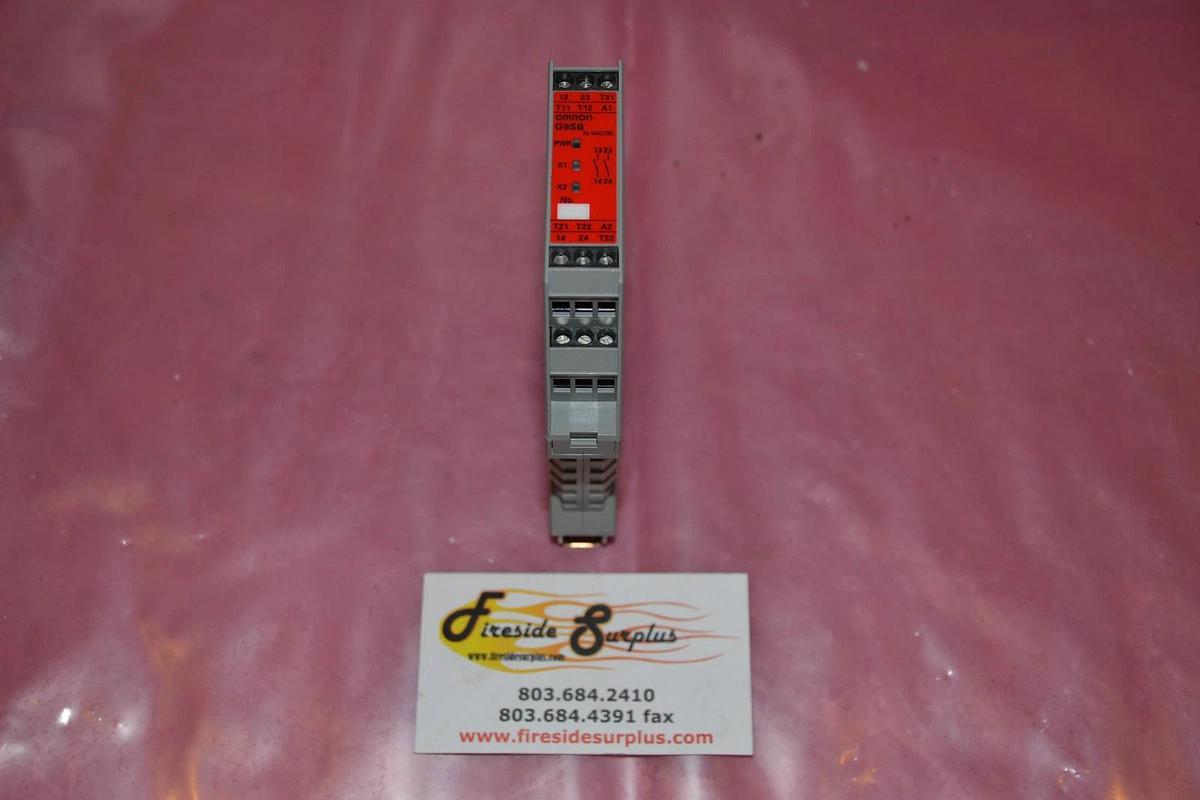 13 23 T31
T11 T12 A1
OMRON
G9SB
24 VAC/DC
PWR
13 23
K1
14 24
K2
No.
T21 T22 A2
14 24 T32
Fireside Surplus
www.firesidesurplus.com
803.684.2410
803.684.4391 fax
www.firesidesurplus.com